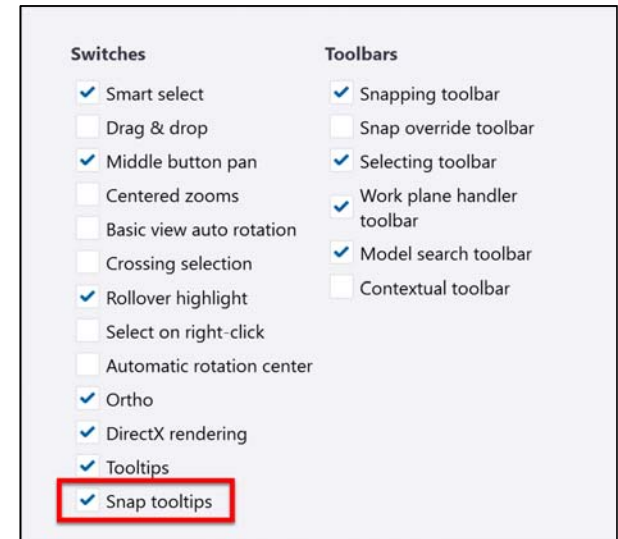 Switches
Smart select
Drag & drop
Middle button pan
Centered zooms
Basic view auto rotation
Crossing selection
Rollover highlight
Select on right-click
Automatic rotation center
Ortho
DirectX rendering
Tooltips
Snap tooltips
Toolbars
Snapping toolbar
Snap override toolbar
Selecting toolbar
Work plane handler
toolbar
Model search toolbar
Contextual toolbar